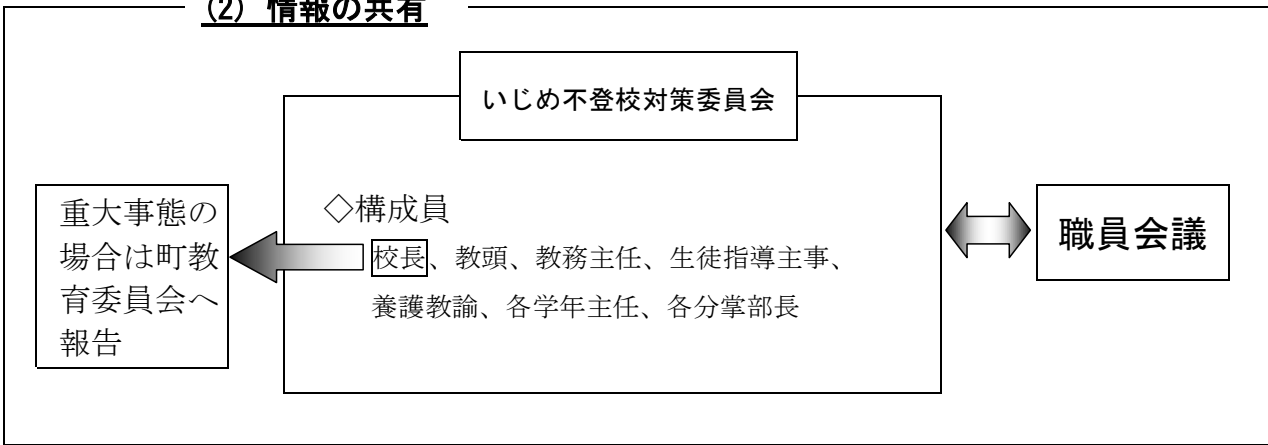 (2) 情報の共有
いじめ不登校対策委員会
重大事態の
場合は町教
育委員会へ
報告
◇構成員
校長、教頭、教務主任、生徒指導主事、
養護教諭、各学年主任、各分掌部長
職員会議